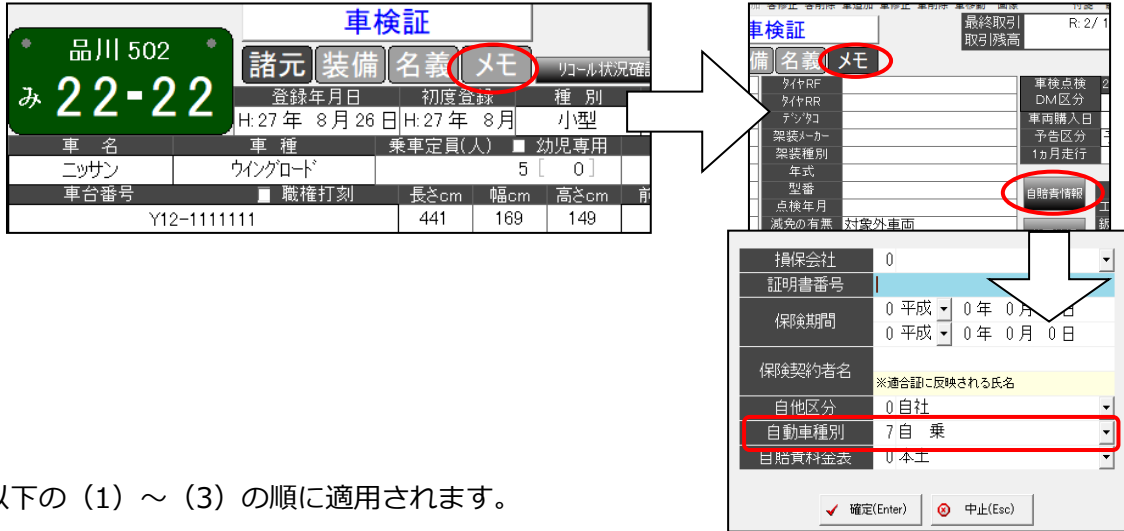 車検証
品川 502
み 22-22
諸元 装備 名義 メモ リコール状況確
登録年月日 初度登録 種 別
H:27 年 8 月 26 日 H:27 年 8 月 小型
車 名 車 種 乗車定員(人) ■ 幼児専用
ニッサン ウイングロード 5 [ 0 ]
車台番号 ■ 職権打刻 長さcm 幅cm 高さcm
Y12-1111111 441 169 149
車検証
最終取引 R: 2/ 1
取引残高
備 名義 メモ
タイヤRF 車検点検 2
タイヤRR DM区分
デジタコ 車両購入日
架装メーカー 予告区分
架装種別 1ヵ月走行
年式
型番 自賠責情報
点検年月
減免の有無 対象外車両
損保会社 0
証明書番号
保険期間
0 平成 0 年 0 月 日
0 平成 0 年 0 月 0 日
保険契約者名
※適合証に反映される氏名
自他区分 0 自社
自動車種別 7 自 乗
自賠責料金表 0 本土
確定(Enter) 中止(Esc)
以下の（1）～（3）の順に適用されます。